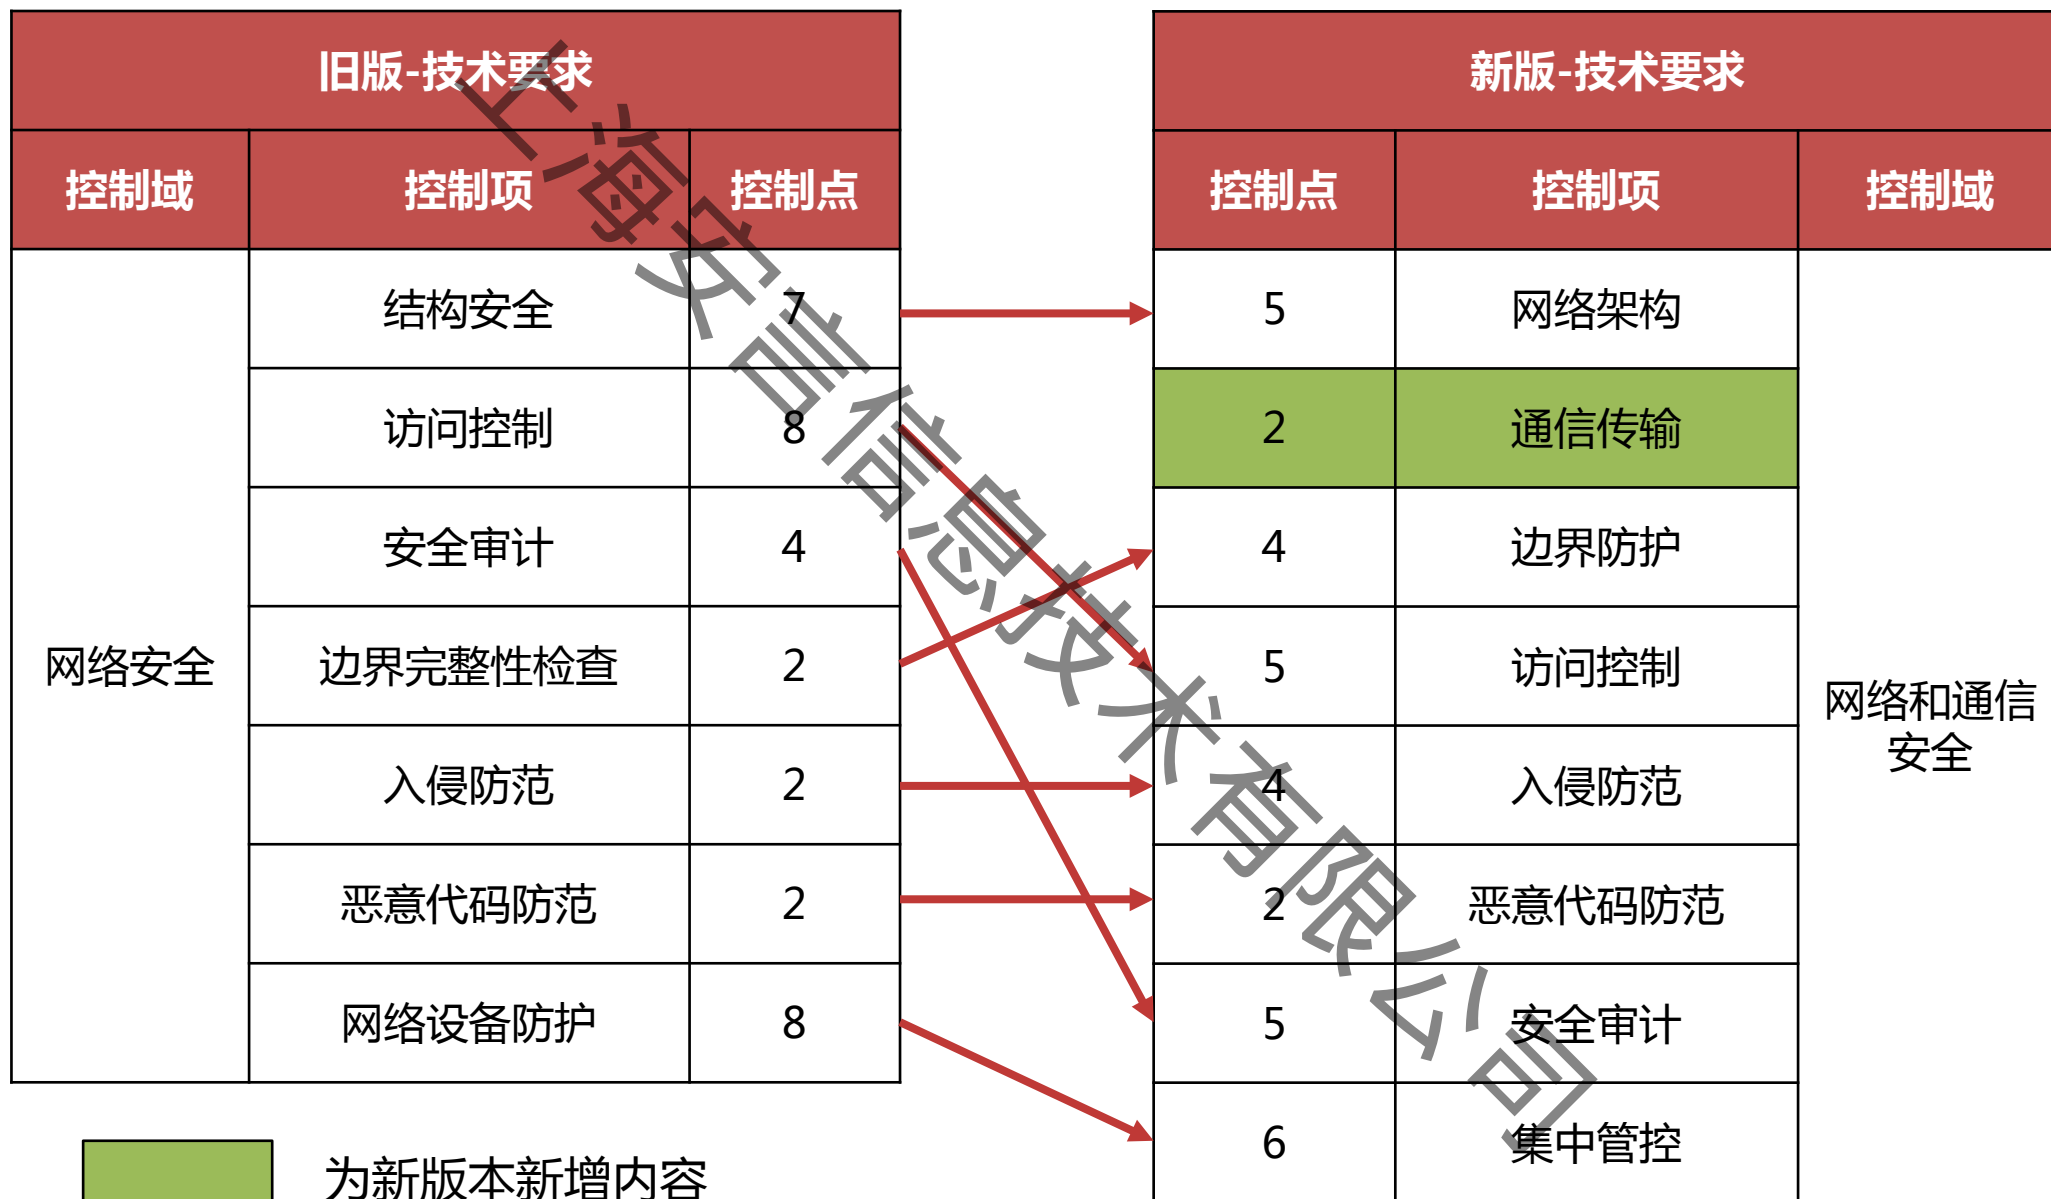 旧版-技术要求
控制域 控制项 控制点
网络安全
结构安全 7
访问控制 8
安全审计 4
边界完整性检查 2
入侵防范 2
恶意代码防范 2
网络设备防护 8
为新版本新增内容
新版-技术要求
控制点 控制项 控制域
5 网络架构
2 通信传输
4 边界防护
5 访问控制
4 入侵防范
2 恶意代码防范
5 安全审计
6 集中管控
网络和通信
安全
上海安言信息技术有限公司